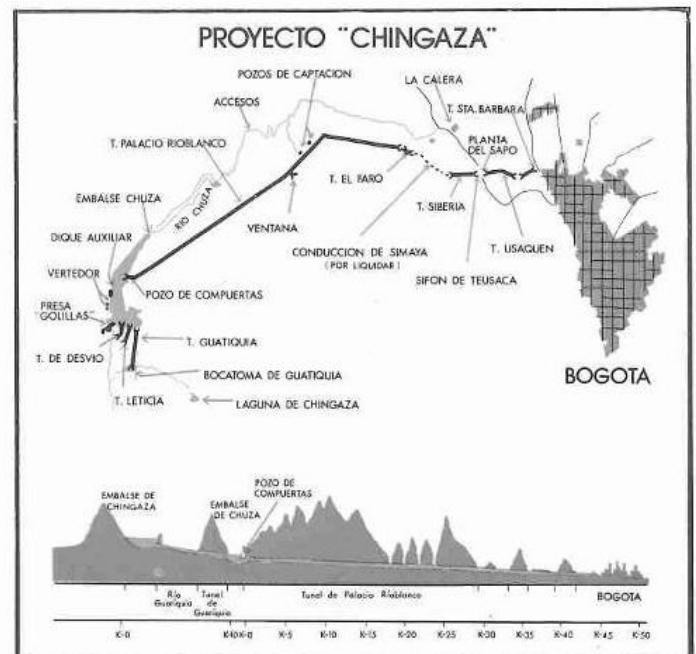 PROYECTO "CHINGAZA"
POZOS DE CAPTACION
LA CALERA
ACCESOS
T. STA. BARBARA
T. PALACIO RIOBLANCO
PLANTA
DEL SAPO
T. EL FARO
EMBALSE CHUZA
RIO CHUZA
VENTANA
T. SIBERIA
DIQUE AUXILIAR
CONDUCCION DE SIMAYA
(POR LIQUIDAR)
T. USAQUEN
VERTEDOR
SIFON DE TEUSACA
POZO DE COMPUERTAS
PRESA
"GOLILLAS"
T. GUATIQUIA
T. DE DESVIO
BOCATOMA DE GUATIQUIA
BOGOTA
T. LETICIA
LAGUNA DE CHINGAZA
POZO DE
COMPUERTAS
EMBALSE DE
CHINGAZA
EMBALSE
DE CHUZA
Río
Guatiquia
Tunel
de
Guatiquia
Tunel de Palacio Ríoblanco
BOGOTA
K-0 K40 K-0 K-5 K-10 K-15 K-20 K-25 K-30 K-35 K-40 K-45 K-50